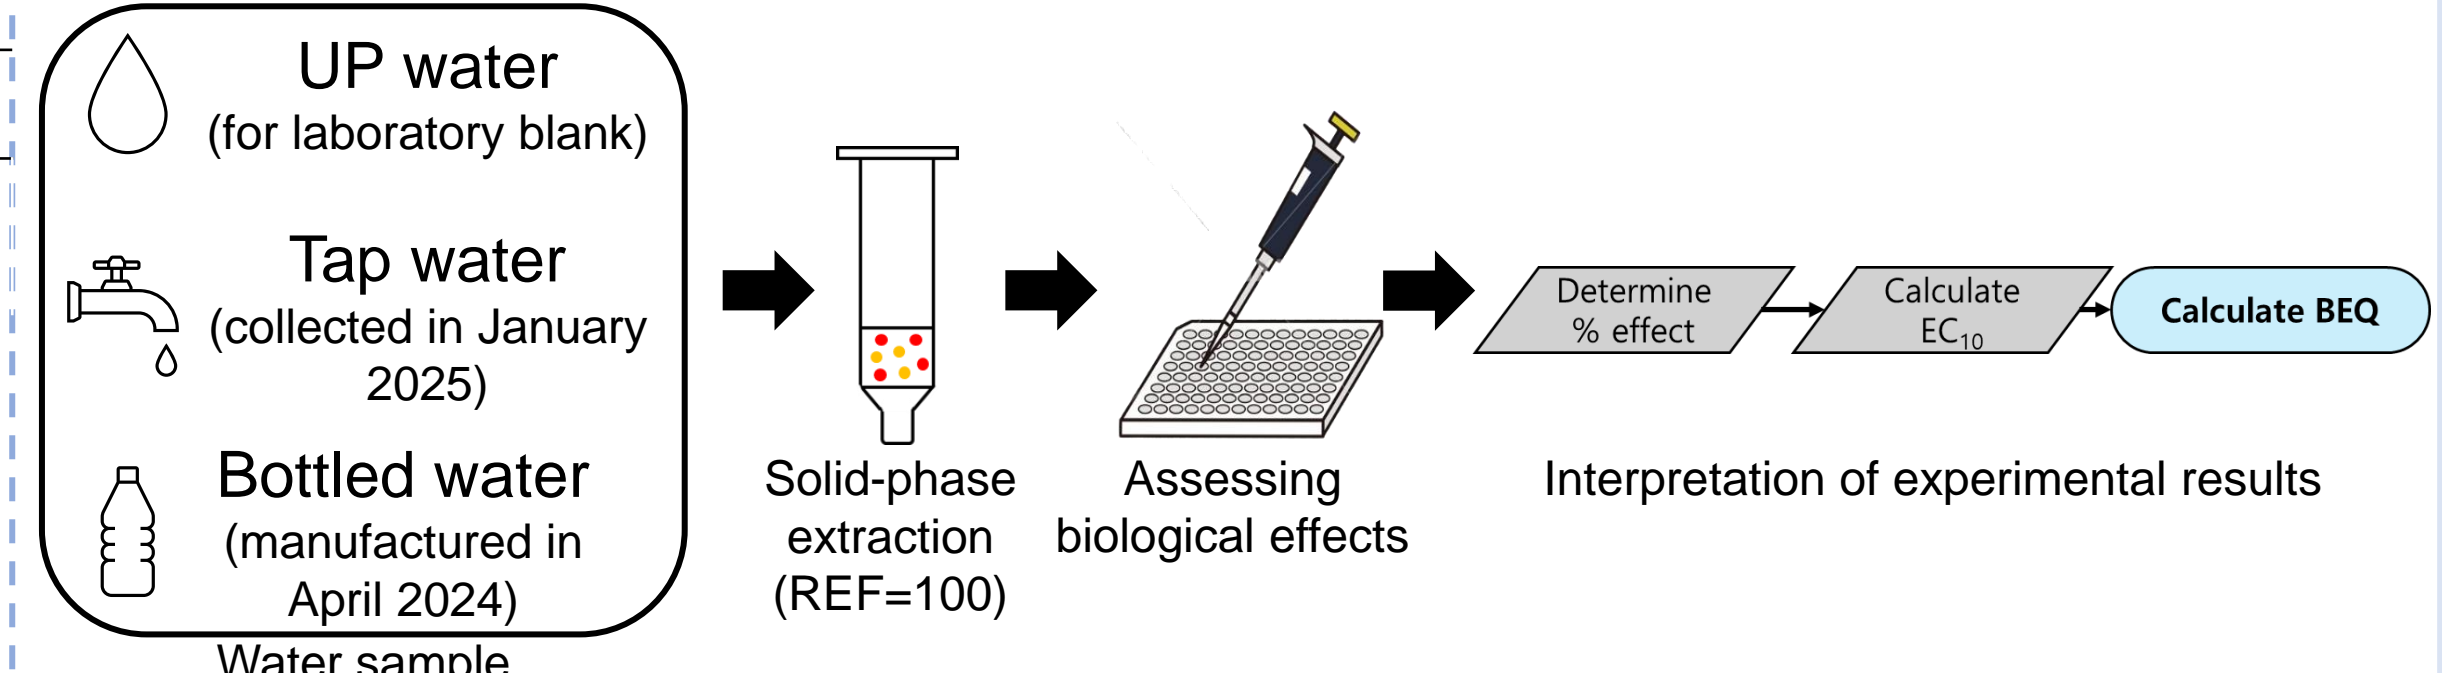 UP water
(for laboratory blank)
Tap water
(collected in January
2025)
Bottled water
(manufactured in
April 2024)
Water sample
Solid-phase
extraction
(REF=100)
Assessing
biological effects
Determine
% effect
Calculate
EC₁₀
Calculate BEQ
Interpretation of experimental results